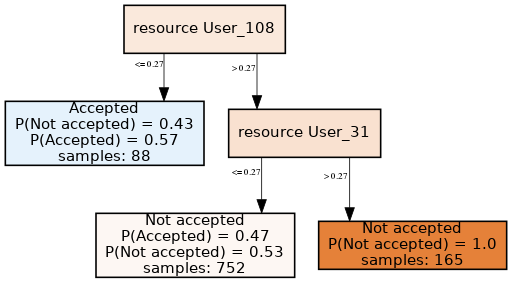 resource User_108
<=0.27
>0.27
Accepted
P(Not accepted) = 0.43
P(Accepted) = 0.57
samples: 88
resource User_31
<=0.27
>0.27
Not accepted
P(Accepted) = 0.47
P(Not accepted) = 0.53
samples: 752
Not accepted
P(Not accepted) = 1.0
samples: 165